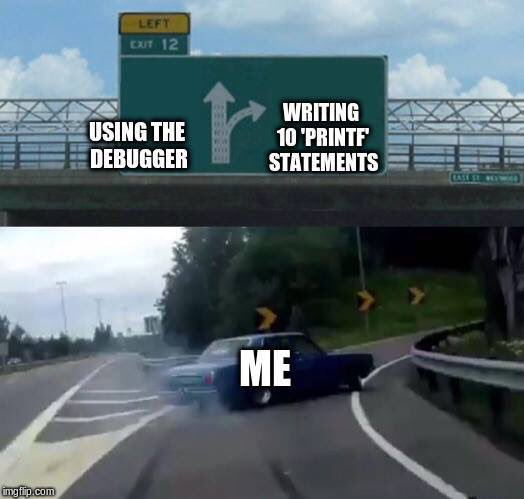 LEFT
EXIT 12
USING THE
DEBUGGER
WRITING
10 'PRINTF'
STATEMENTS
ME
imgflip.com